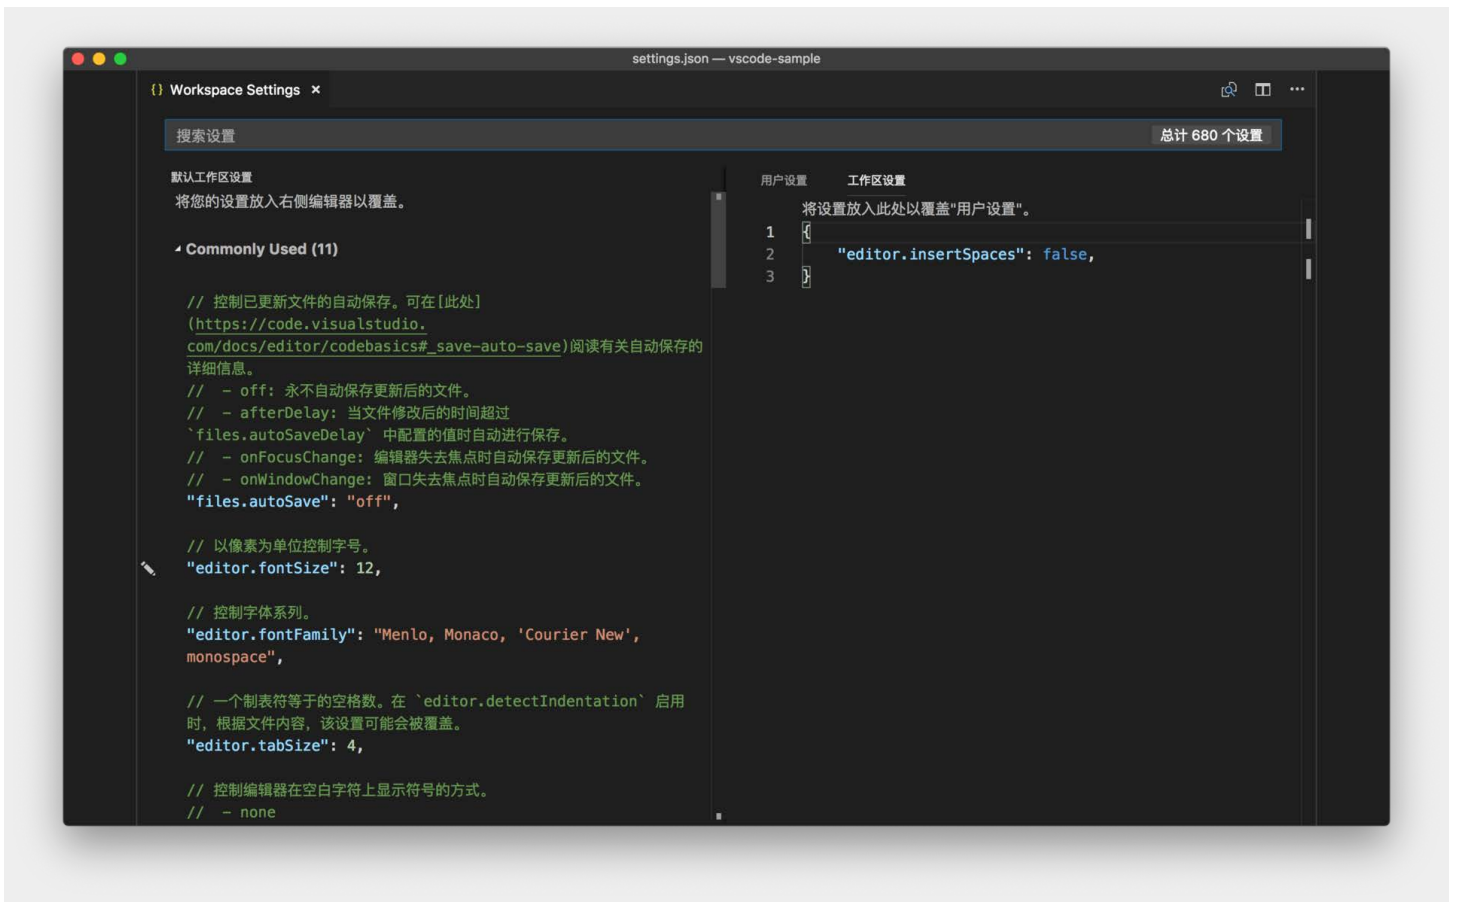 settings.json — vscode-sample
{} Workspace Settings ×
搜索设置
总计 680 个设置
默认工作区设置
将您的设置放入右侧编辑器以覆盖。
Commonly Used (11)
// 控制已更新文件的自动保存。可在[此处]
(https://code.visualstudio.
com/docs/editor/codebasics#_save-auto-save)阅读有关自动保存的
详细信息。
//  - off: 永不自动保存更新后的文件。
//  - afterDelay: 当文件修改后的时间超过
`files.autoSaveDelay` 中配置的值时自动进行保存。
//  - onFocusChange: 编辑器失去焦点时自动保存更新后的文件。
//  - onWindowChange: 窗口失去焦点时自动保存更新后的文件。
"files.autoSave": "off",
// 以像素为单位控制字号。
"editor.fontSize": 12,
// 控制字体系列。
"editor.fontFamily": "Menlo, Monaco, 'Courier New',
monospace",
// 一个制表符等于的空格数。在 `editor.detectIndentation` 启用
时，根据文件内容，该设置可能会被覆盖。
"editor.tabSize": 4,
// 控制编辑器在空白字符上显示符号的方式。
//  - none
用户设置 工作区设置
将设置放入此处以覆盖"用户设置"。
1 {
2 "editor.insertSpaces": false,
3 }